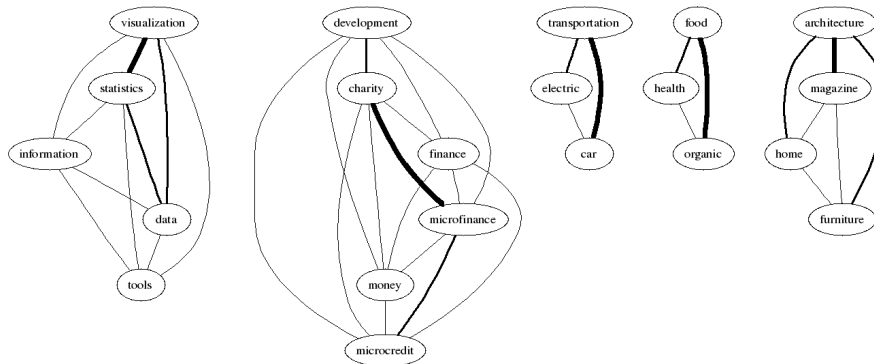 visualization
statistics
information
data
tools
development
charity
finance
microfinance
money
microcredit
transportation
electric
car
food
health
organic
architecture
magazine
home
furniture